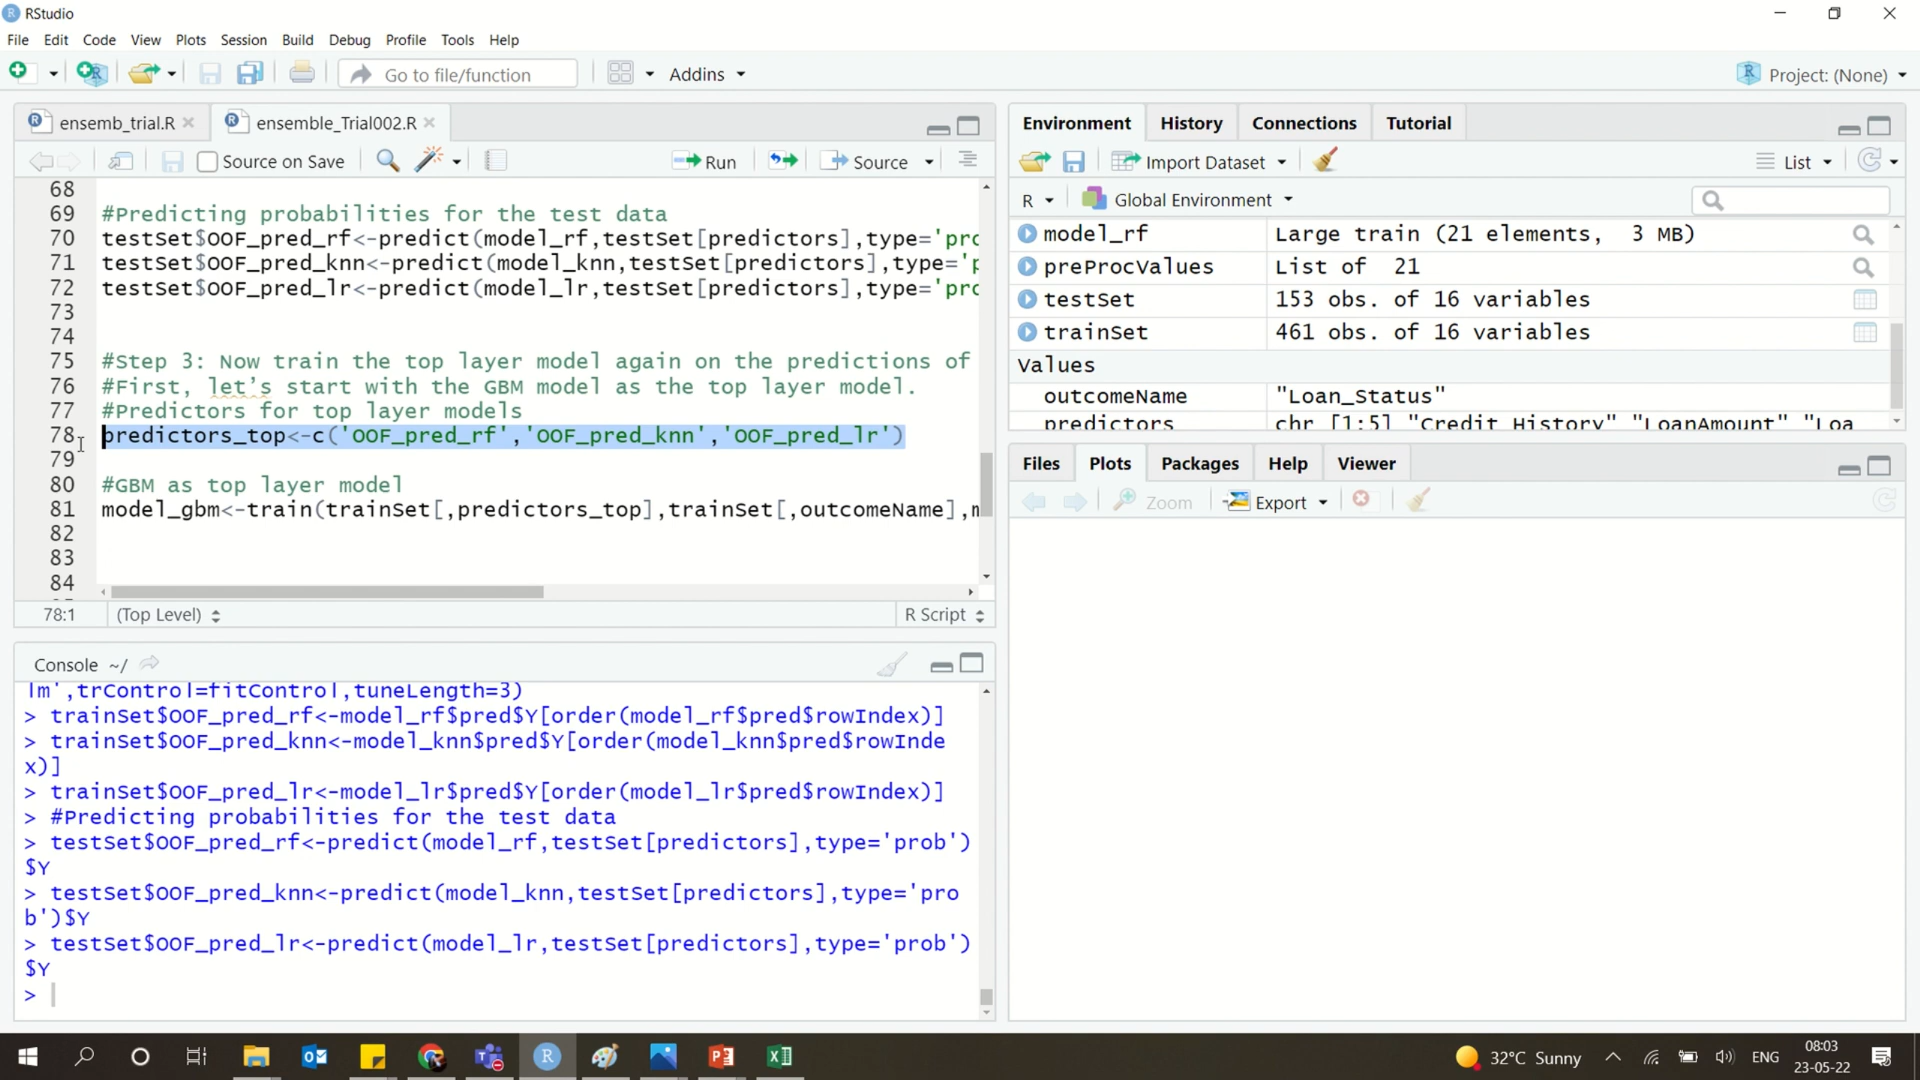 RStudio
File Edit Code View Plots Session Build Debug Profile Tools Help
Go to file/function Addins Project: (None)
ensemb_trial.R ensemble_Trial002.R
Source on Save Run Source
68
69 #Predicting probabilities for the test data
70 testSet$OOF_pred_rf<-predict(model_rf,testSet[predictors],type='prc
71 testSet$OOF_pred_knn<-predict(model_knn,testSet[predictors],type='p
72 testSet$OOF_pred_lr<-predict(model_lr,testSet[predictors],type='prc
73
74
75 #Step 3: Now train the top layer model again on the predictions of
76 #First, let’s start with the GBM model as the top layer model.
77 #Predictors for top layer models
78 predictors_top<-c('OOF_pred_rf','OOF_pred_knn','OOF_pred_lr')
79
80 #GBM as top layer model
81 model_gbm<-train(trainSet[,predictors_top],trainSet[,outcomeName],m
82
83
84
78:1 (Top Level) R Script
Console ~/
lm',trControl=fitControl,tuneLength=3)
> trainSet$OOF_pred_rf<-model_rf$pred$Y[order(model_rf$pred$rowIndex)]
> trainSet$OOF_pred_knn<-model_knn$pred$Y[order(model_knn$pred$rowInde
x)]
> trainSet$OOF_pred_lr<-model_lr$pred$Y[order(model_lr$pred$rowIndex)]
> #Predicting probabilities for the test data
> testSet$OOF_pred_rf<-predict(model_rf,testSet[predictors],type='prob')
$Y
> testSet$OOF_pred_knn<-predict(model_knn,testSet[predictors],type='pro
b')$Y
> testSet$OOF_pred_lr<-predict(model_lr,testSet[predictors],type='prob')
$Y
>
Environment History Connections Tutorial
Import Dataset List
R Global Environment
model_rf Large train (21 elements, 3 MB)
preProcValues List of 21
testSet 153 obs. of 16 variables
trainSet 461 obs. of 16 variables
Values
outcomeName "Loan_Status"
predictors chr [1:5] "Credit_History" "LoanAmount" "Loa
Files Plots Packages Help Viewer
Zoom Export
32°C Sunny ENG 08:03
23-05-22